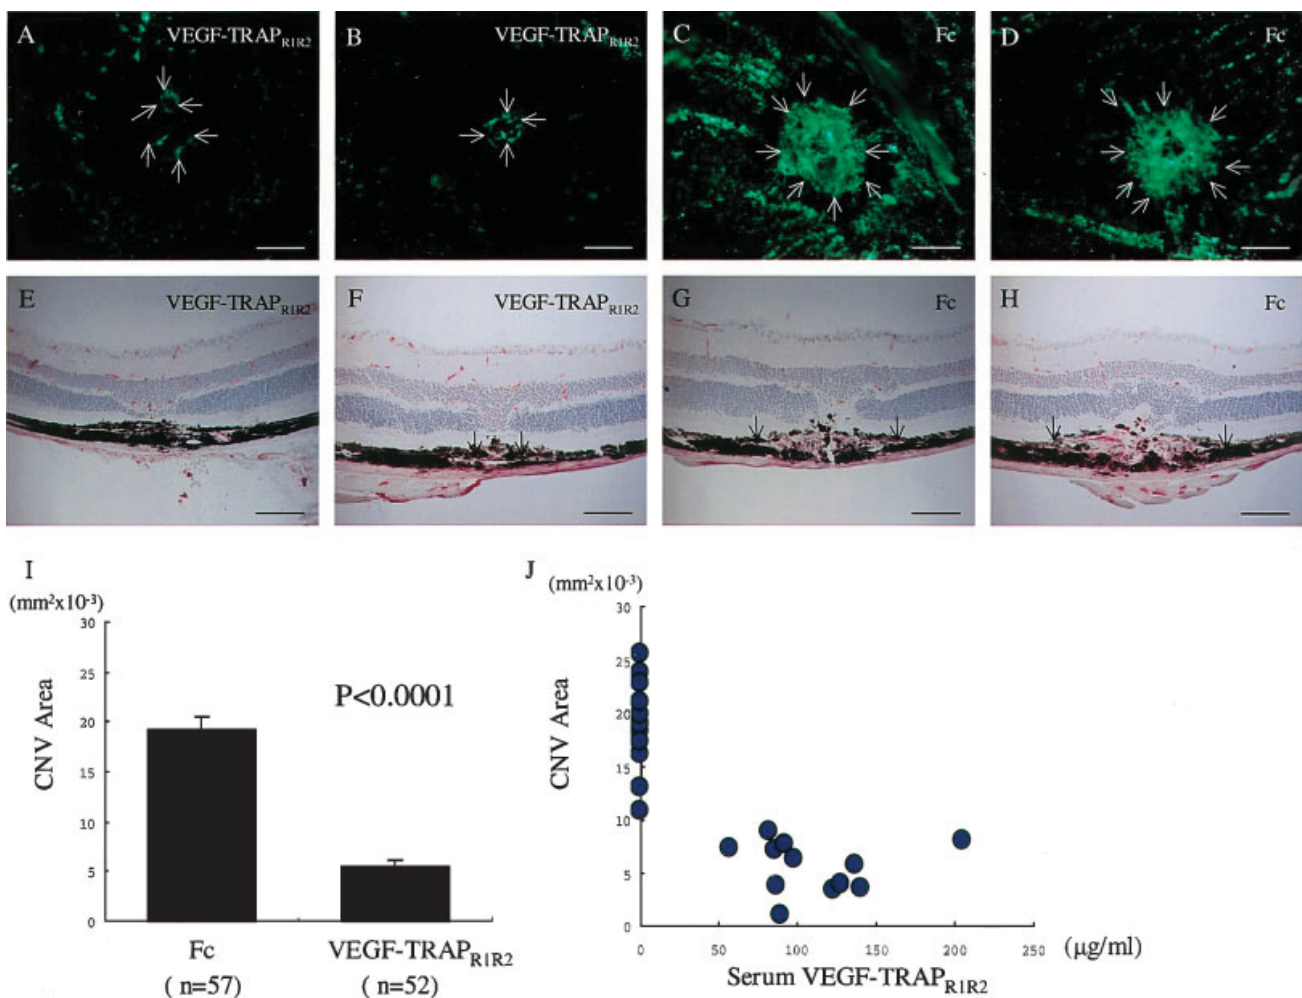 A VEGF-TRAPR1R2
B VEGF-TRAPR1R2
C Fc
D Fc
E VEGF-TRAPR1R2
F VEGF-TRAPR1R2
G Fc
H Fc
I
(mm²x10⁻³)
30
25
20
15
10
5
0
CNV Area
P<0.0001
Fc
( n=57)
VEGF-TRAPR1R2
( n=52)
J
(mm²x10⁻³)
30
25
20
15
10
5
0
CNV Area
0 50 100 150 200 250
(μg/ml)
Serum VEGF-TRAPR1R2